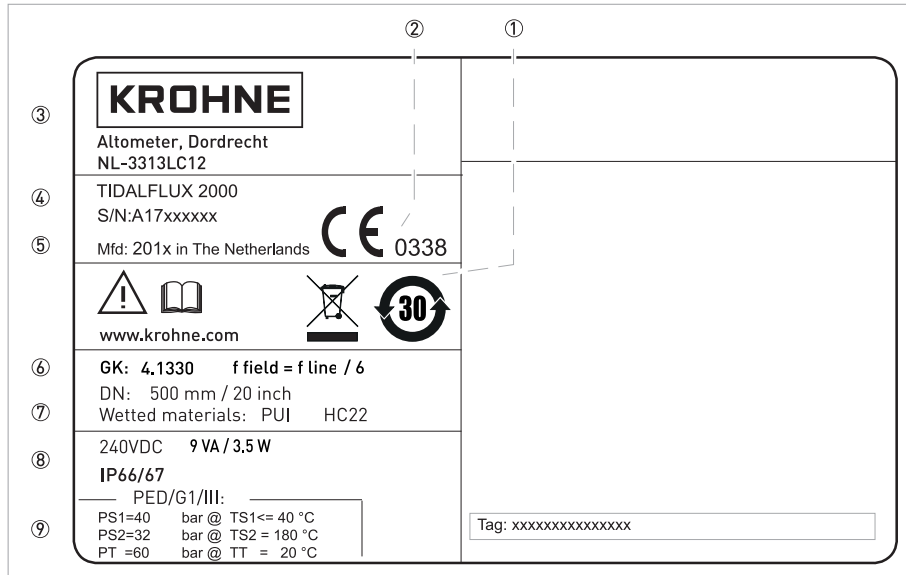 ② ①
③ KROHNE
Altometer, Dordrecht
NL-3313LC12
④ TIDALFLUX 2000
S/N:A17xxxxxx
⑤ Mfd: 201x in The Netherlands CE 0338
30
www.krohne.com
⑥ GK: 4.1330 f field = f line / 6
DN: 500 mm / 20 inch
⑦ Wetted materials: PUI HC22
⑧ 240VDC 9 VA / 3.5 W
IP66/67
PED/G1/III:
PS1=40 bar @ TS1<= 40 °C
⑨ PS2=32 bar @ TS2 = 180 °C
PT =60 bar @ TT = 20 °C
Tag: xxxxxxxxxxxxxxx